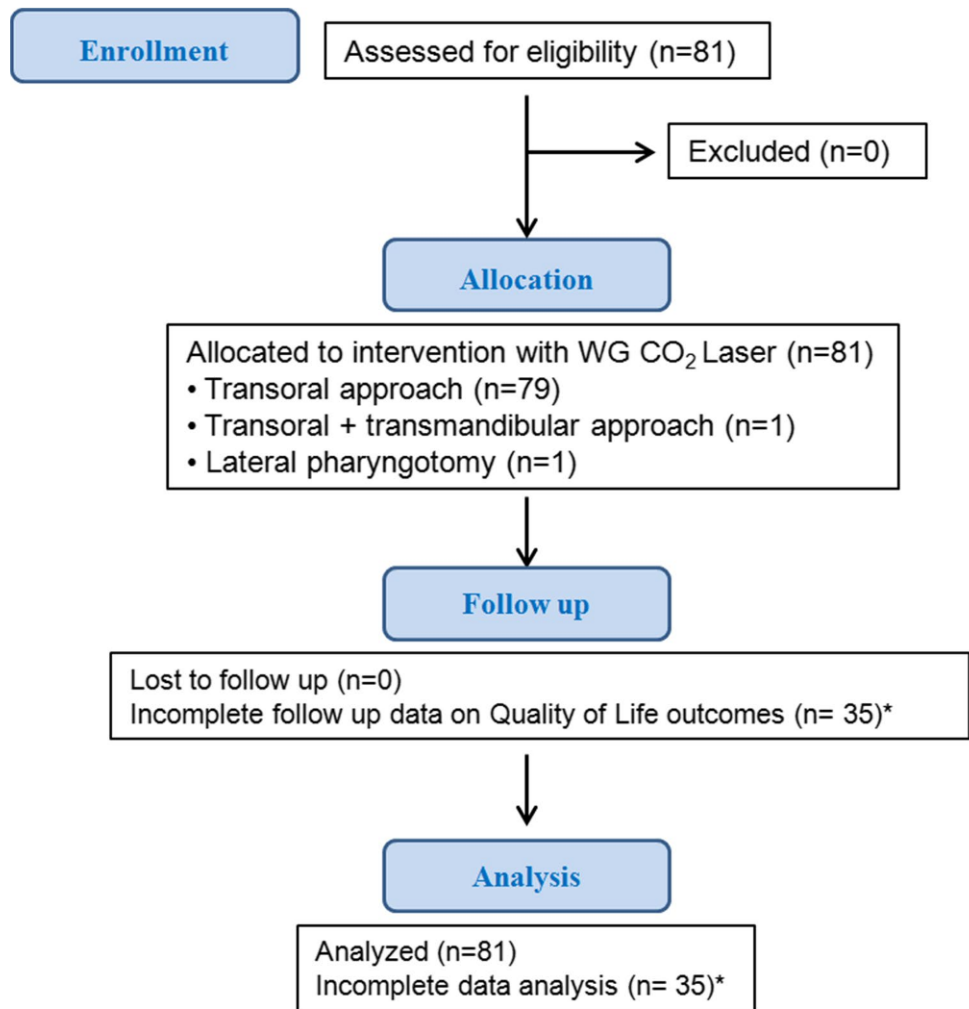 Enrollment
Assessed for eligibility (n=81)
Excluded (n=0)
Allocation
Allocated to intervention with WG CO₂ Laser (n=81)
• Transoral approach (n=79)
• Transoral + transmandibular approach (n=1)
• Lateral pharyngotomy (n=1)
Follow up
Lost to follow up (n=0)
Incomplete follow up data on Quality of Life outcomes (n= 35)*
Analysis
Analyzed (n=81)
Incomplete data analysis (n= 35)*